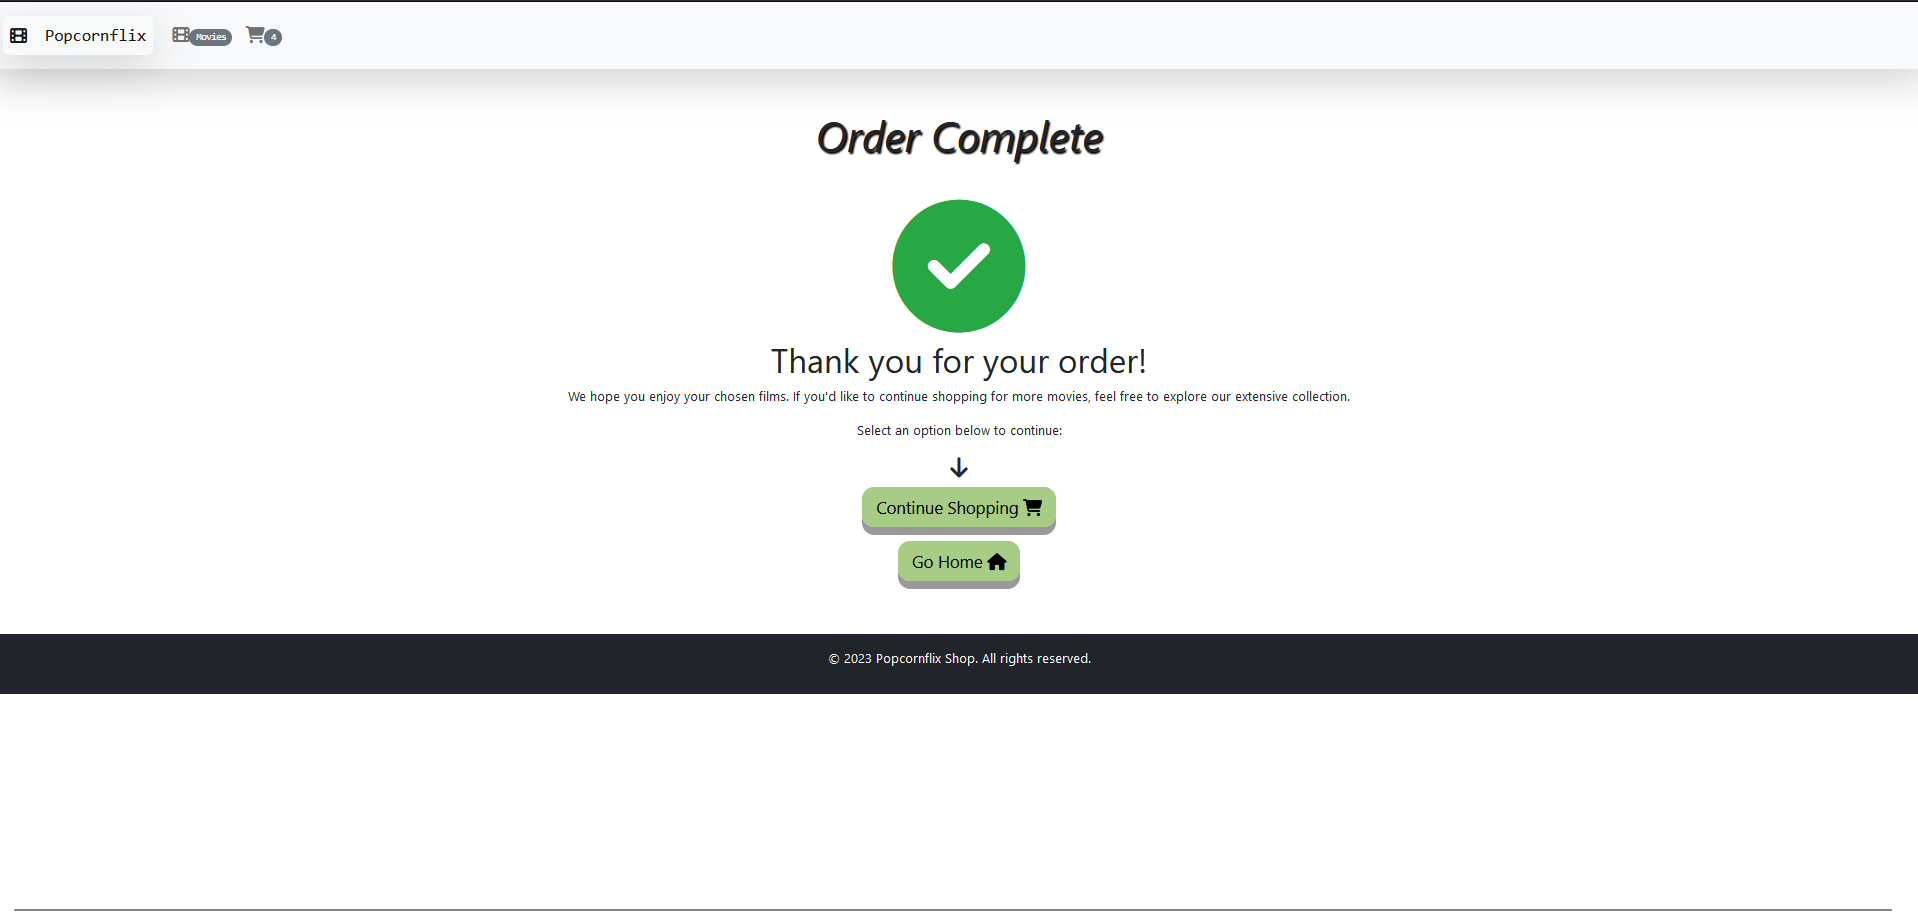 Popcornflix Movies 4
Order Complete
Thank you for your order!
We hope you enjoy your chosen films. If you'd like to continue shopping for more movies, feel free to explore our extensive collection.
Select an option below to continue:
Continue Shopping
Go Home
© 2023 Popcornflix Shop. All rights reserved.